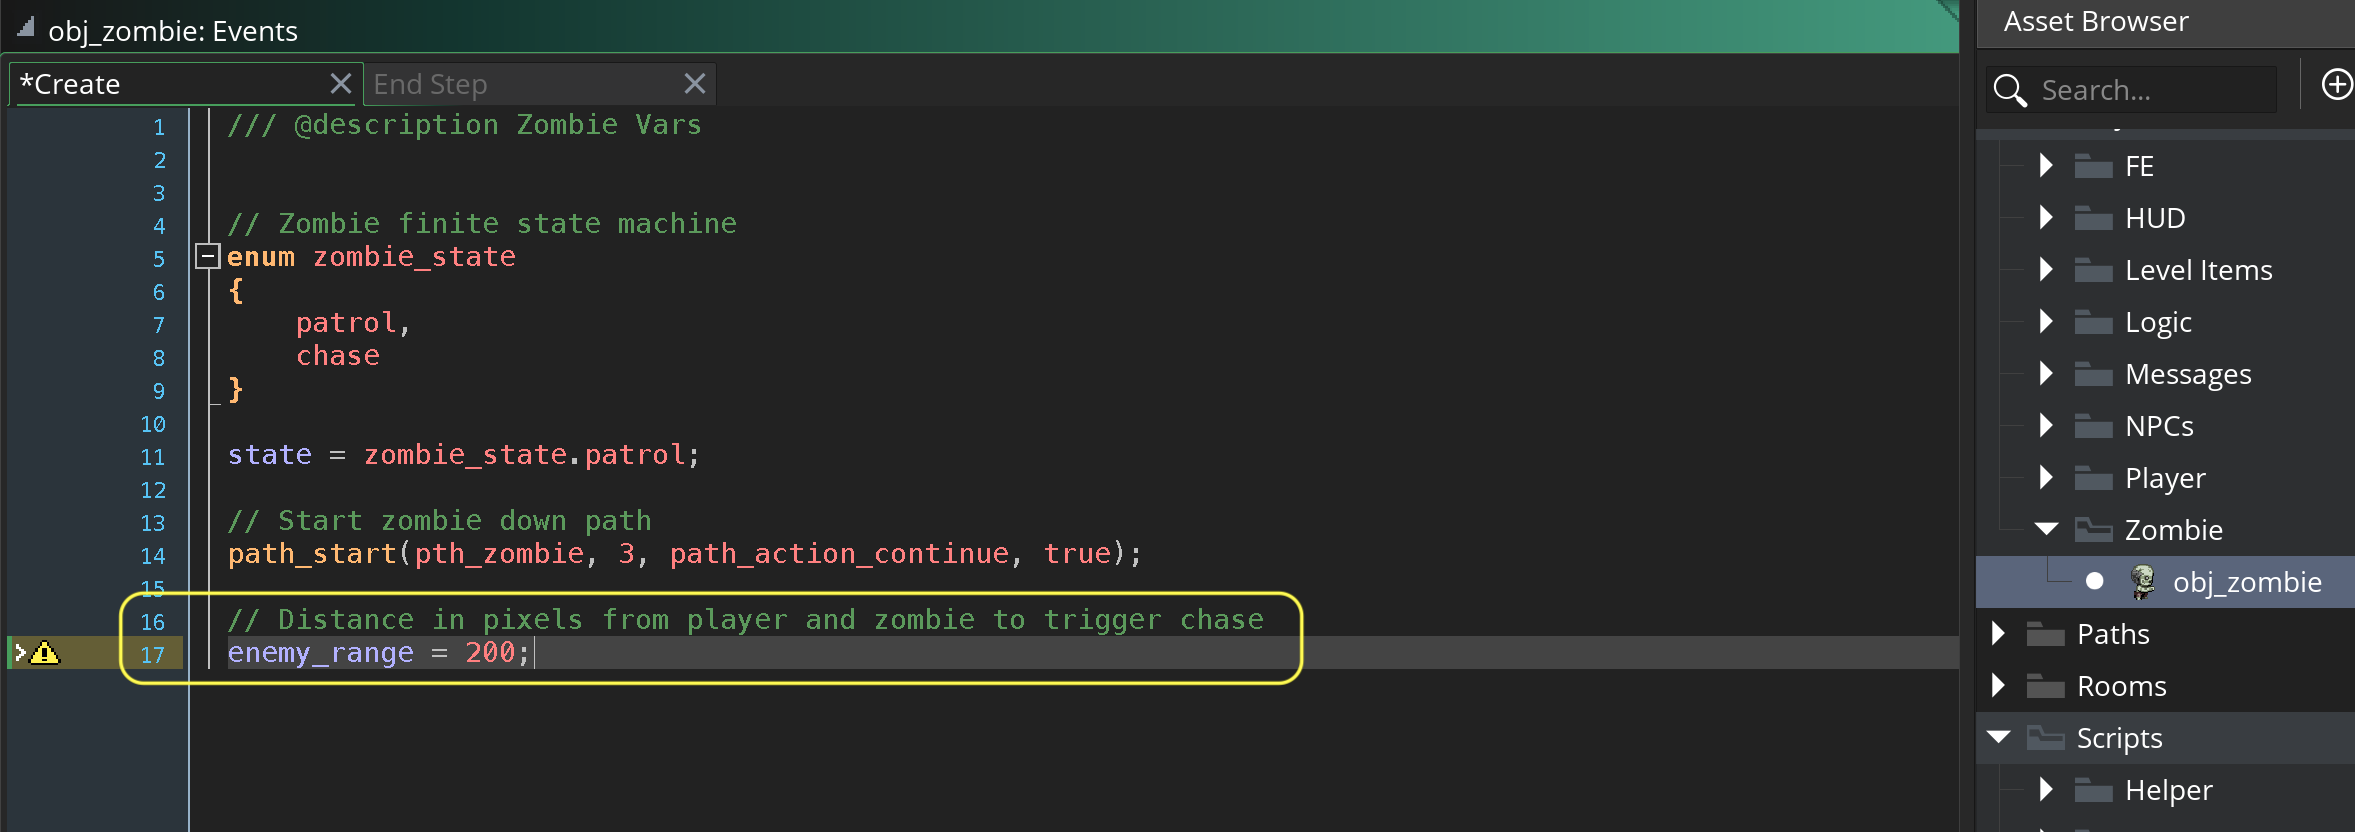 obj_zombie: Events
*Create
End Step
1 /// @description Zombie Vars
2
3
4 // Zombie finite state machine
5 enum zombie_state
6 {
7 patrol,
8 chase
9 }
10
11 state = zombie_state.patrol;
12
13 // Start zombie down path
14 path_start(pth_zombie, 3, path_action_continue, true);
15
16 // Distance in pixels from player and zombie to trigger chase
17 enemy_range = 200;
Asset Browser
Search...
FE
HUD
Level Items
Logic
Messages
NPCs
Player
Zombie
obj_zombie
Paths
Rooms
Scripts
Helper